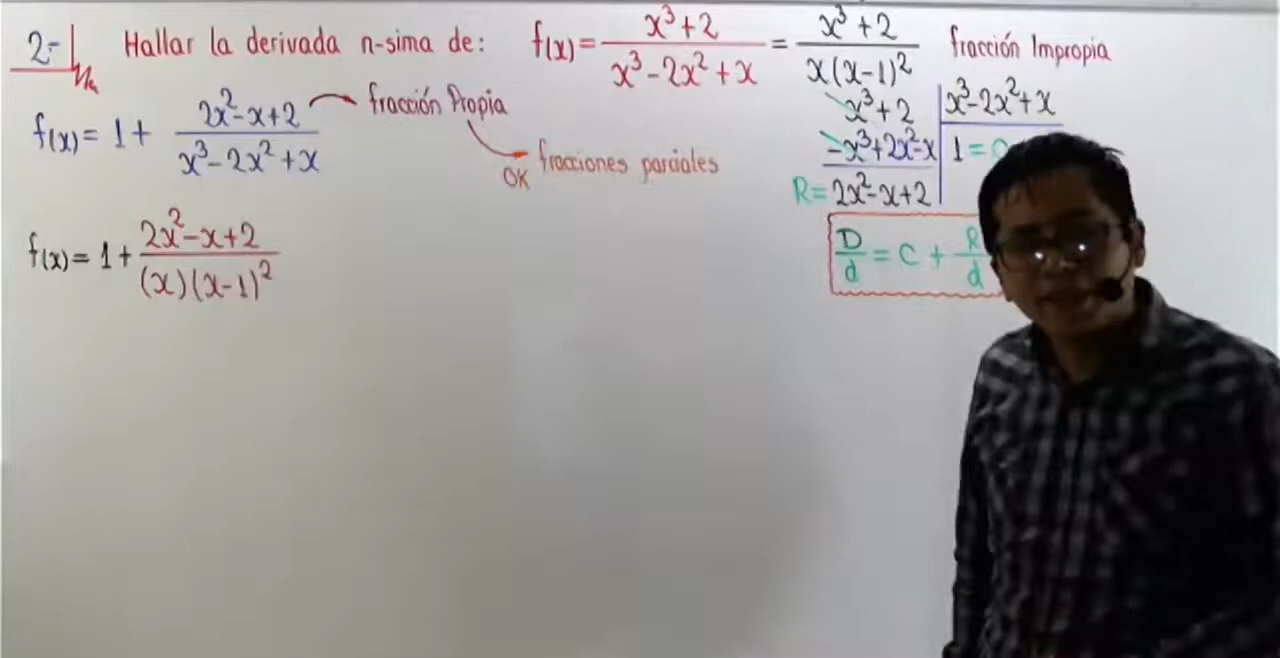 2.- Hallar la derivada n-sima de: f(x) = (x³+2)/(x³-2x²+x) = (x³+2)/(x(x-1)²) fracción Impropia
f(x) = 1 + (2x²-x+2)/(x³-2x²+x) → fracción Propia
OK fracciones parciales
x³+2 | x³-2x²+x
-x³+2x²-x 1 =
R = 2x²-x+2
f(x) = 1 + (2x²-x+2)/((x)(x-1)²)
D/d = C + R/d